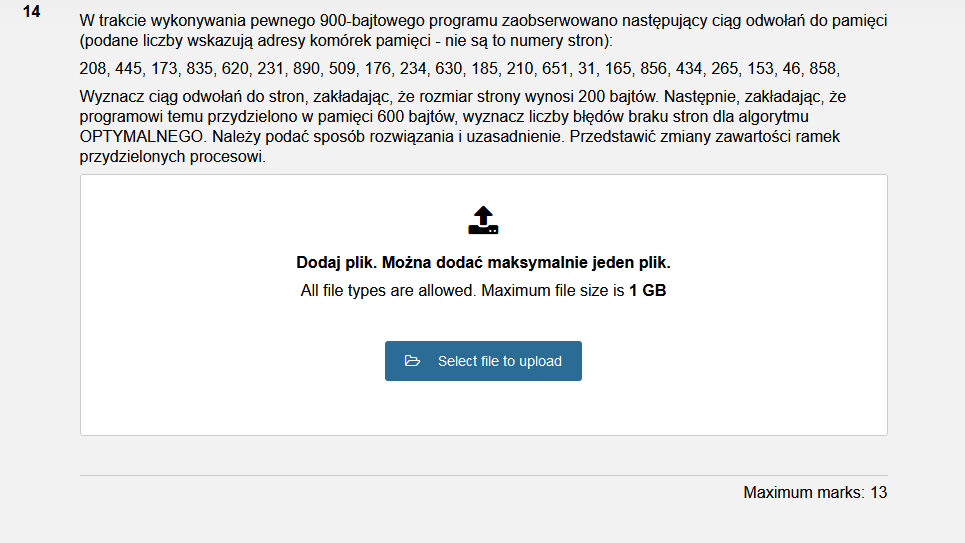 14
W trakcie wykonywania pewnego 900-bajtowego programu zaobserwowano następujący ciąg odwołań do pamięci
(podane liczby wskazują adresy komórek pamięci - nie są to numery stron):
208, 445, 173, 835, 620, 231, 890, 509, 176, 234, 630, 185, 210, 651, 31, 165, 856, 434, 265, 153, 46, 858,
Wyznacz ciąg odwołań do stron, zakładając, że rozmiar strony wynosi 200 bajtów. Następnie, zakładając, że
programowi temu przydzielono w pamięci 600 bajtów, wyznacz liczby błędów braku stron dla algorytmu
OPTYMALNEGO. Należy podać sposób rozwiązania i uzasadnienie. Przedstawić zmiany zawartości ramek
przydzielonych procesowi.
Dodaj plik. Można dodać maksymalnie jeden plik.
All file types are allowed. Maximum file size is 1 GB
Select file to upload
Maximum marks: 13